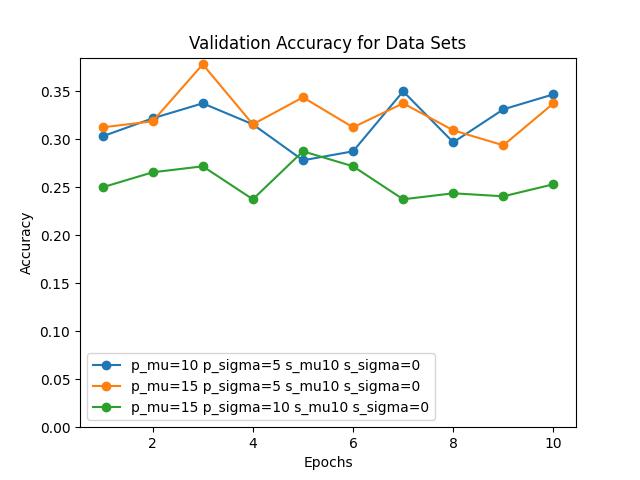 Validation Accuracy for Data Sets
Accuracy
0.35
0.30
0.25
0.20
0.15
0.10
0.05
0.00
p_mu=10 p_sigma=5 s_mu10 s_sigma=0
p_mu=15 p_sigma=5 s_mu10 s_sigma=0
p_mu=15 p_sigma=10 s_mu10 s_sigma=0
2 4 6 8 10
Epochs